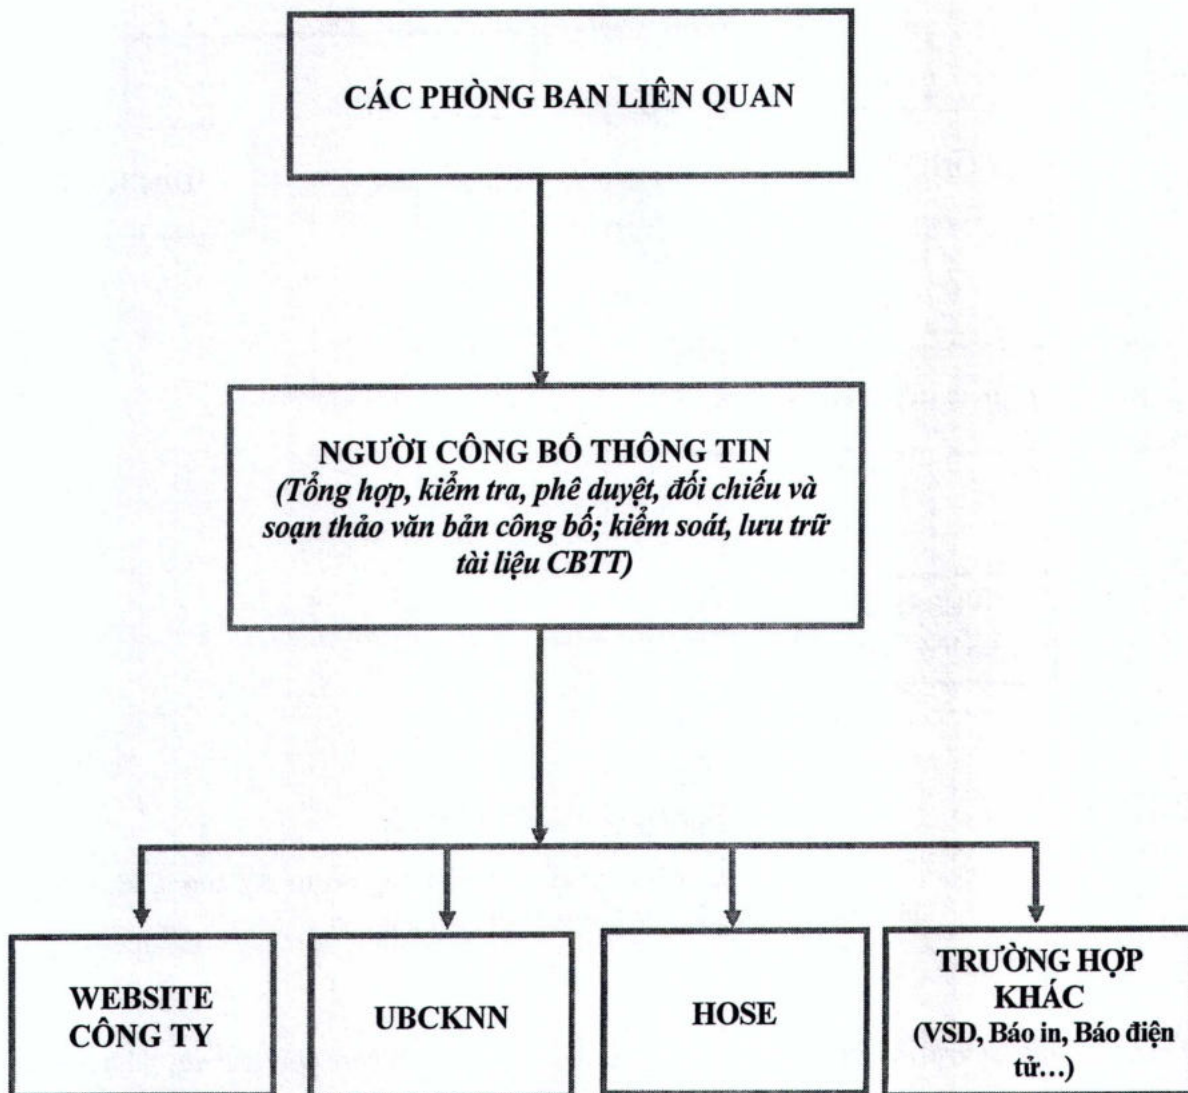 CÁC PHÒNG BAN LIÊN QUAN
NGƯỜI CÔNG BỐ THÔNG TIN
(Tổng hợp, kiểm tra, phê duyệt, đối chiếu và
soạn thảo văn bản công bố; kiểm soát, lưu trữ
tài liệu CBTT)
WEBSITE
CÔNG TY
UBCKNN
HOSE
TRƯỜNG HỢP
KHÁC
(VSD, Báo in, Báo điện
tử...)